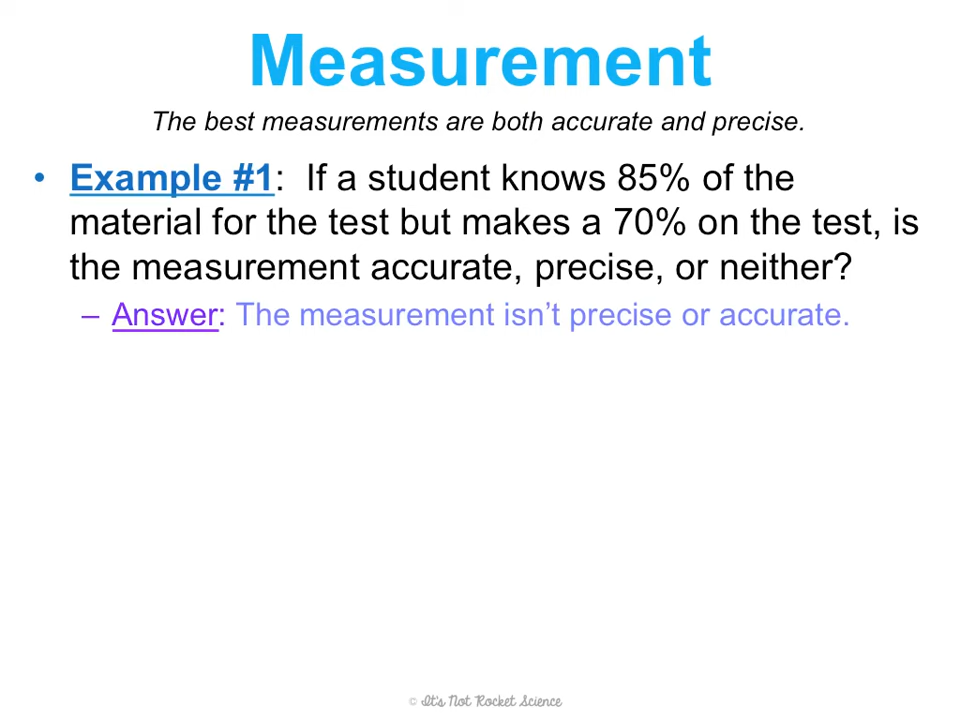 Measurement
The best measurements are both accurate and precise.
• Example #1:  If a student knows 85% of the
material for the test but makes a 70% on the test, is
the measurement accurate, precise, or neither?
– Answer: The measurement isn’t precise or accurate.
© It's Not Rocket Science